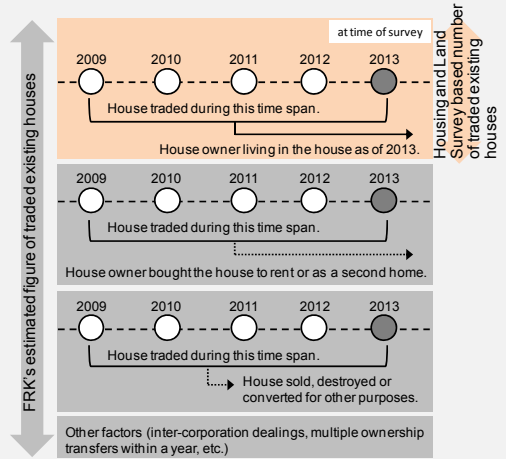 FRK's estimated figure of traded existing houses
at time of survey
2009 2010 2011 2012 2013
House traded during this time span.
House owner living in the house as of 2013.
Housing and Land
Survey based number
of traded existing
houses
2009 2010 2011 2012 2013
House traded during this time span.
House owner bought the house to rent or as a second home.
2009 2010 2011 2012 2013
House traded during this time span.
House sold, destroyed or
converted for other purposes.
Other factors (inter-corporation dealings, multiple ownership
transfers within a year, etc.)